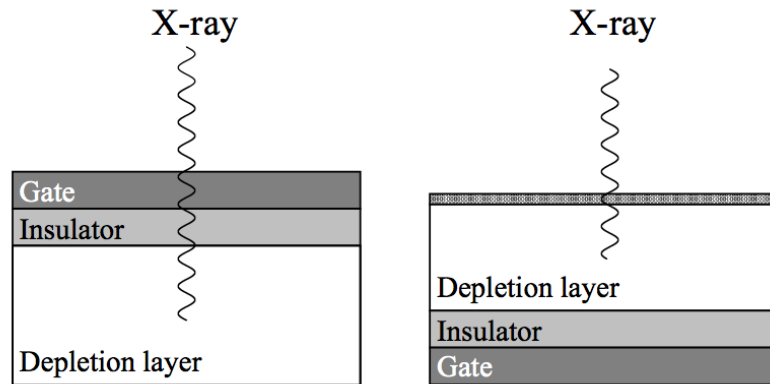 X-ray
Gate
Insulator
Depletion layer
X-ray
Depletion layer
Insulator
Gate